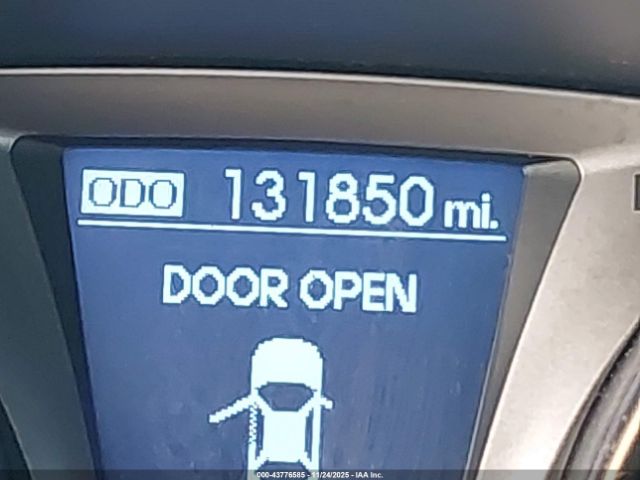 ODO 131850 mi.
DOOR OPEN
000-43776585 - 11/24/2025 - IAA Inc.